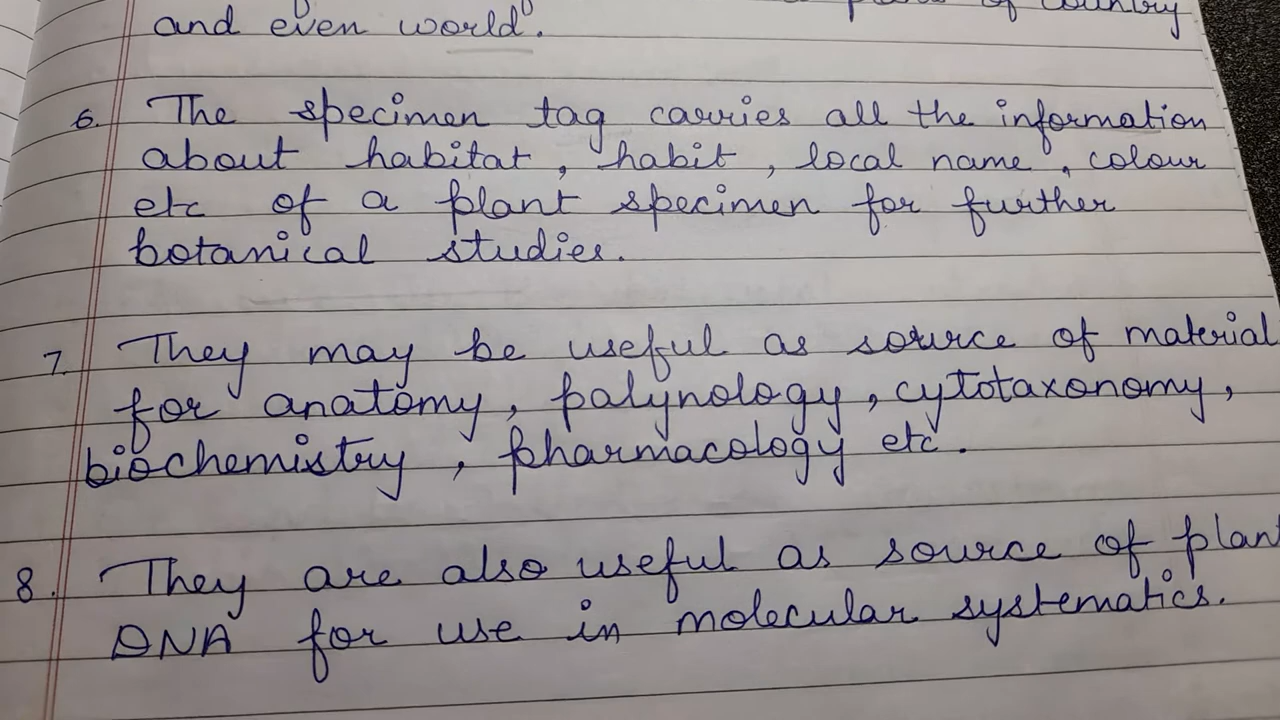 of country
and even world.
6. The specimen tag carries all the information
about habitat, habit, local name, colour
etc of a plant specimen for further
botanical studies.
7. They may be useful as source of material
for anatomy, palynology, cytotaxonomy,
biochemistry, pharmacology etc.
8. They are also useful as source of plant
DNA for use in molecular systematics.